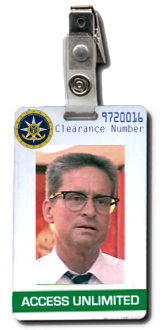 9720016
Clearance Number
ACCESS UNLIMITED